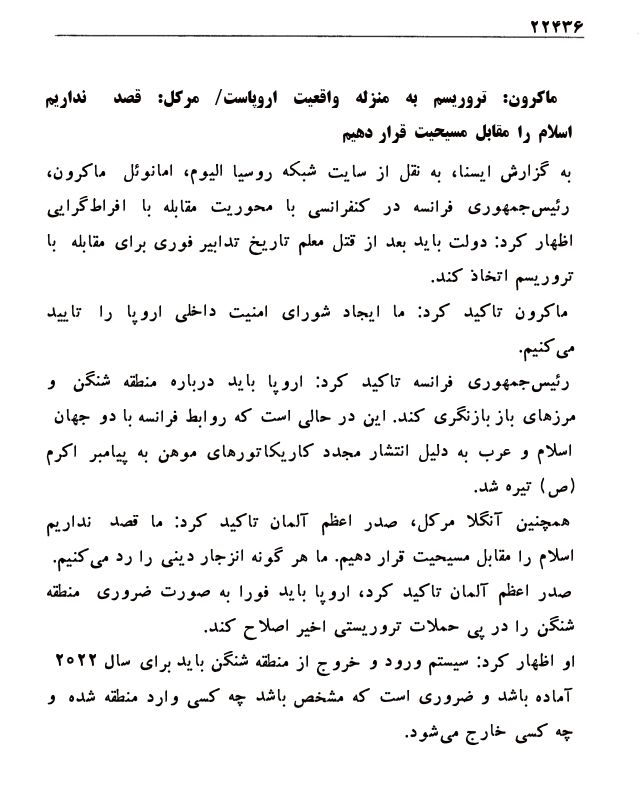 ۲۲۴۳۶
ماکرون: تروریسم به منزله واقعیت اروپاست/ مرکل: قصد نداریم
اسلام را مقابل مسیحیت قرار دهیم
به گزارش ایسنا، به نقل از سایت شبکه روسیا الیوم، امانوئل ماکرون،
رئیس‌جمهوری فرانسه در کنفرانسی با محوریت مقابله با افراط‌گرایی
اظهار کرد: دولت باید بعد از قتل معلم تاریخ تدابیر فوری برای مقابله با
تروریسم اتخاذ کند.
ماکرون تاکید کرد: ما ایجاد شورای امنیت داخلی اروپا را تایید
می‌کنیم.
رئیس‌جمهوری فرانسه تاکید کرد: اروپا باید درباره منطقه شنگن و
مرزهای باز بازنگری کند. این در حالی است که روابط فرانسه با دو جهان
اسلام و عرب به دلیل انتشار مجدد کاریکاتورهای موهن به پیامبر اکرم
(ص) تیره شد.
همچنین آنگلا مرکل، صدر اعظم آلمان تاکید کرد: ما قصد نداریم
اسلام را مقابل مسیحیت قرار دهیم. ما هر گونه انزجار دینی را رد می‌کنیم.
صدر اعظم آلمان تاکید کرد، اروپا باید فورا به صورت ضروری منطقه
شنگن را در پی حملات تروریستی اخیر اصلاح کند.
او اظهار کرد: سیستم ورود و خروج از منطقه شنگن باید برای سال ۲۰۲۲
آماده باشد و ضروری است که مشخص باشد چه کسی وارد منطقه شده و
چه کسی خارج می‌شود.